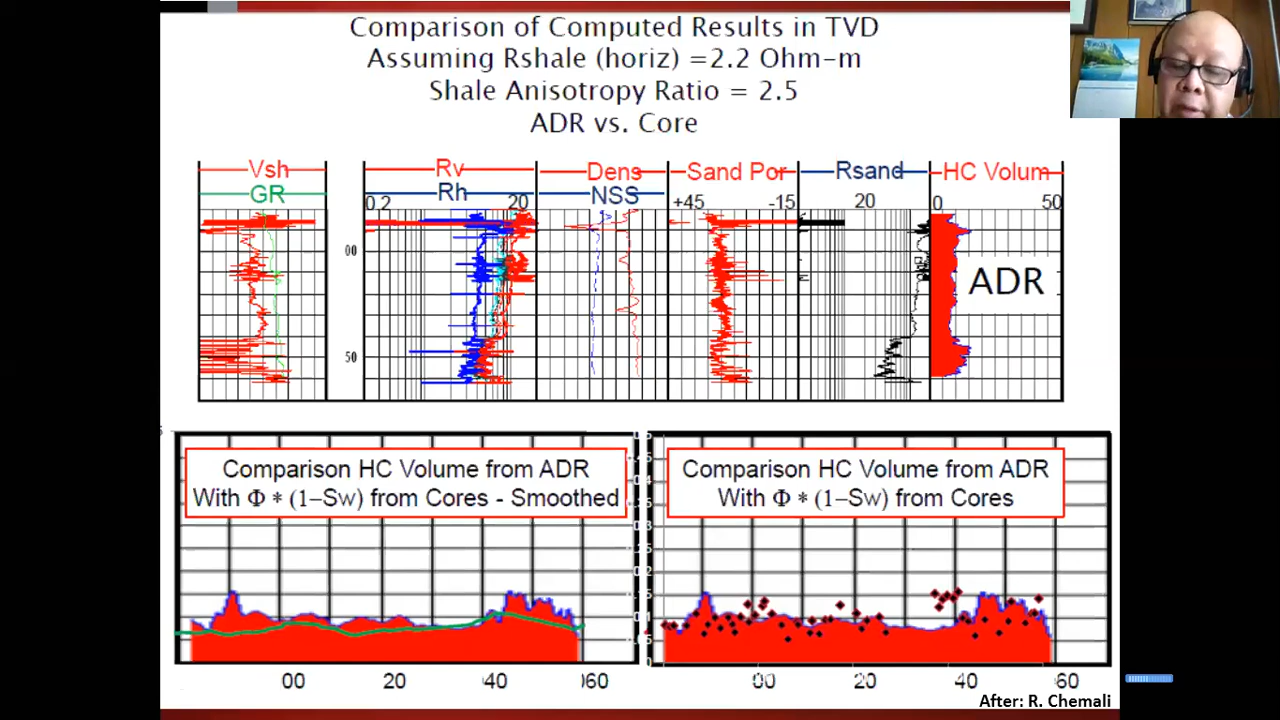 Comparison of Computed Results in TVD
Assuming Rshale (horiz) =2.2 Ohm-m
Shale Anisotropy Ratio = 2.5
ADR vs. Core
Vsh
GR
Rv
Rh
0.2
20
Dens
NSS
Sand Por
+45
-15
Rsand
20
HC Volum
0
50
00
50
ADR
Comparison HC Volume from ADR
With Φ * (1-Sw) from Cores - Smoothed
00
20
40
60
Comparison HC Volume from ADR
With Φ * (1-Sw) from Cores
00
20
40
60
After: R. Chemali